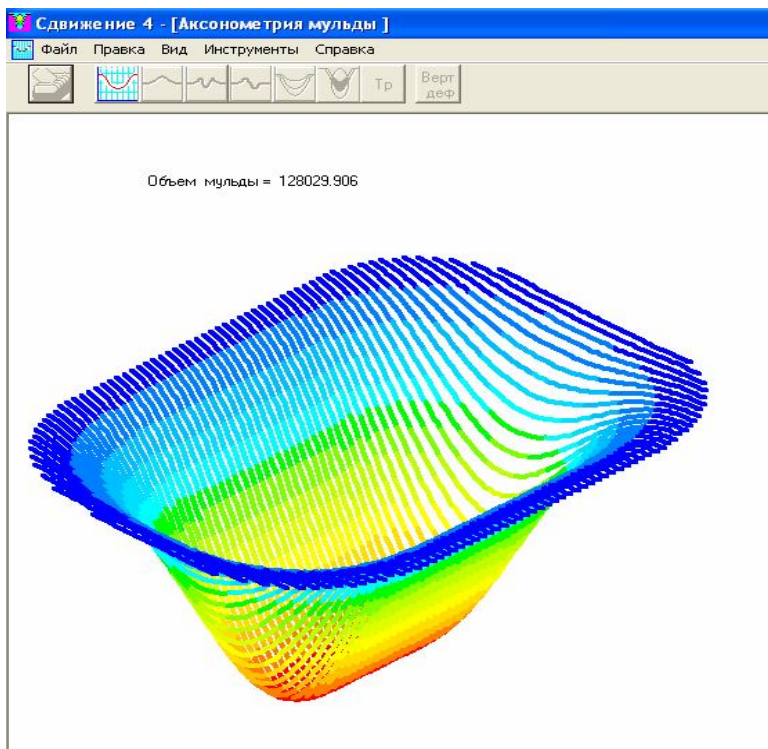 Сдвижение 4 - [Аксонометрия мульды ]
Файл Правка Вид Инструменты Справка
Тр Верт
деф
Объем мульды = 128029.906